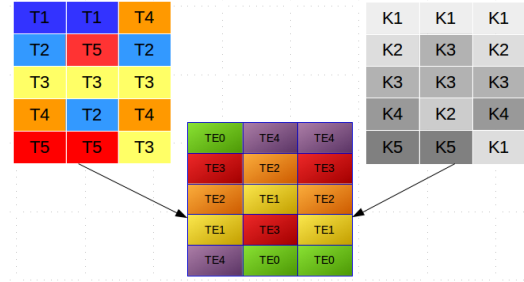 T1 T1 T4
T2 T5 T2
T3 T3 T3
T4 T2 T4
T5 T5 T3
K1 K1 K1
K2 K3 K2
K3 K3 K3
K4 K2 K4
K5 K5 K1
TE0 TE4 TE4
TE3 TE2 TE3
TE2 TE1 TE2
TE1 TE3 TE1
TE4 TE0 TE0